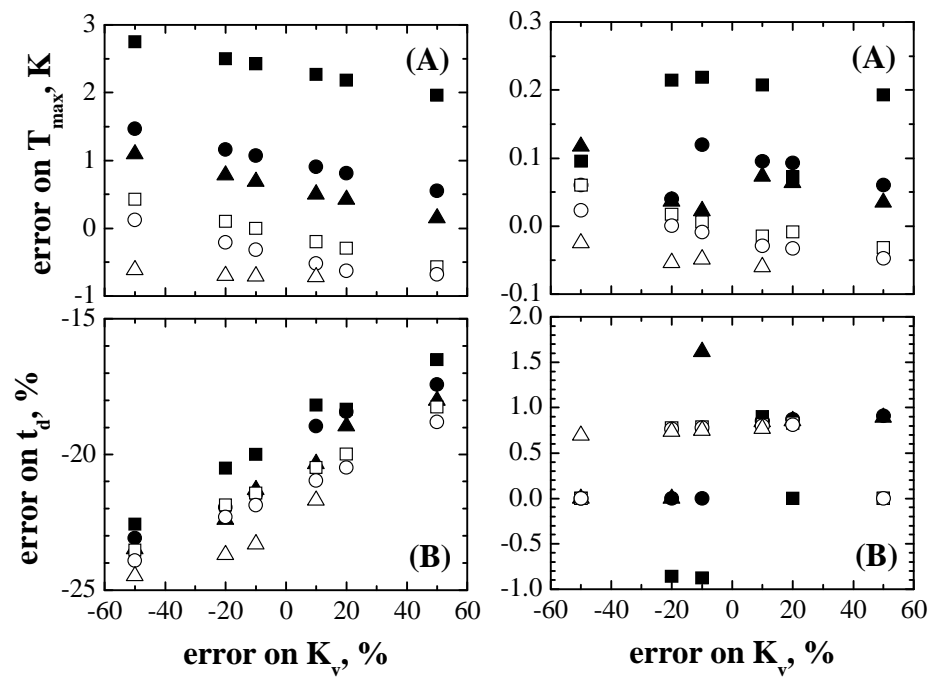 3
2
1
0
-1
error on T_max, K
(A)
0.3
0.2
0.1
0.0
-0.1
(A)
-15
-20
-25
error on t_d, %
(B)
-60 -40 -20 0 20 40 60
error on K_v, %
2.0
1.5
1.0
0.5
0.0
-0.5
-1.0
(B)
-60 -40 -20 0 20 40 60
error on K_v, %